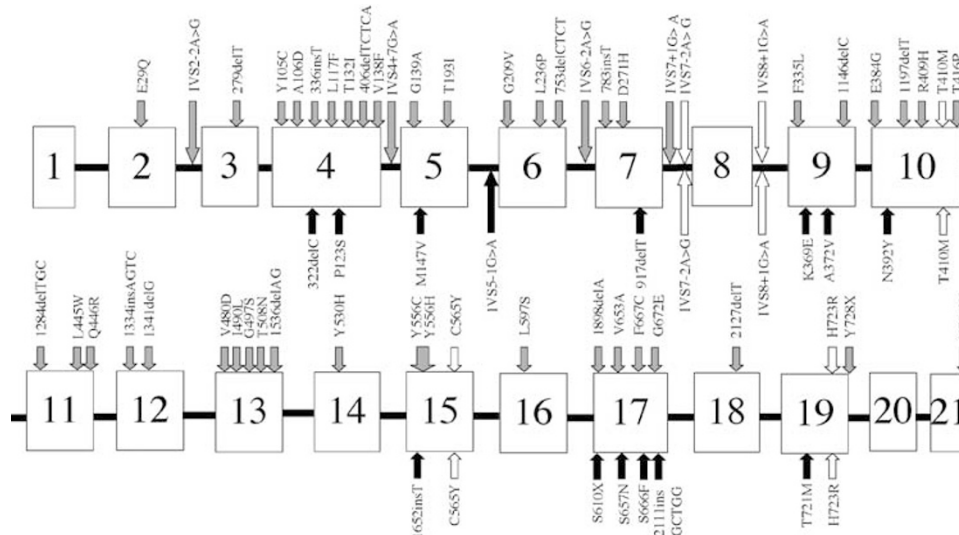 E29Q
IVS2-2A>G
279delT
Y105C
A106D
336insT
L117F
T132I
406delTCTCA
V138F
IVS4+7G>A
G139A
T193I
G209V
L236P
753delCTCT
IVS6-2A>G
783insT
D271H
IVS7+1G>A
IVS7-2A>G
IVS8+1G>A
F335L
1146delC
E384G
1197delT
R409H
T410M
T416P
1
2
3
4
5
6
7
8
9
10
322delC
P123S
M147V
IVS5-1G>A
917delT
IVS7-2A>G
IVS8+1G>A
K369E
A372V
N392Y
T410M
1284delTGC
L445W
Q446R
1334insAGTC
1341delG
V480D
I490L
G497S
T508N
1536delAG
Y530H
Y556C
Y556H
C565Y
L597S
1898delA
V653A
F667C
G672E
2127delT
H723R
Y728X
11
12
13
14
15
16
17
18
19
20
21
1652insT
C565Y
S610X
S657N
S666F
2111ins
GCTGG
T721M
H723R